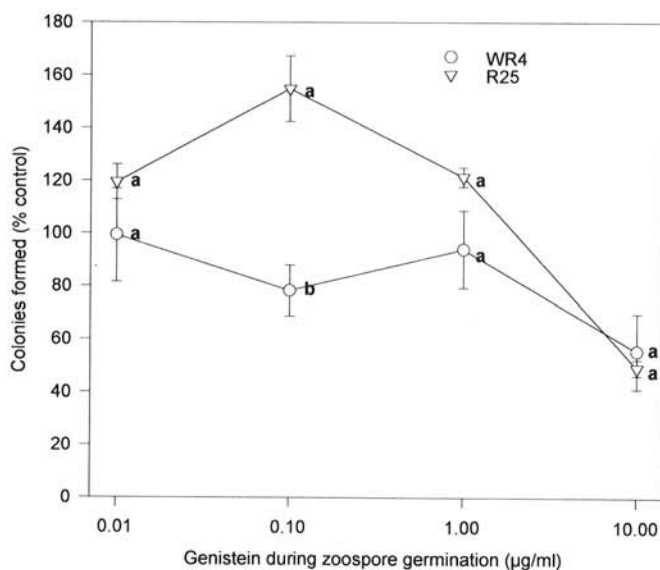 180
160
140
120
100
80
60
40
20
0
Colonies formed (% control)
WR4
R25
a
a
a
a
b
a
a
a
0.01
0.10
1.00
10.00
Genistein during zoospore germination (µg/ml)